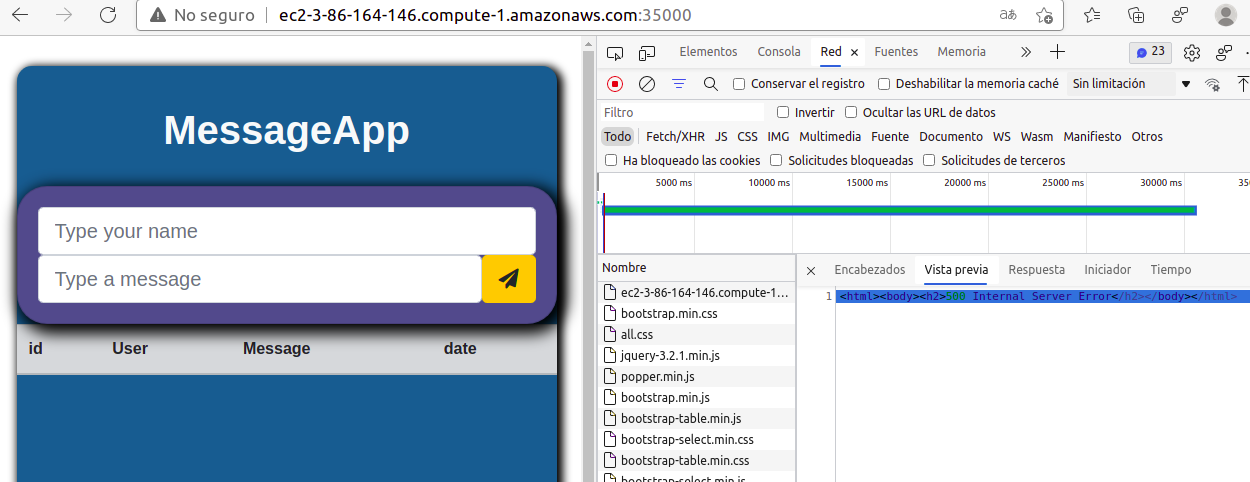 No seguro
ec2-3-86-164-146.compute-1.amazonaws.com:35000
aあ
MessageApp
Type your name
Type a message
id User Message date
Elementos Consola Red Fuentes Memoria 23
Conservar el registro Deshabilitar la memoria caché Sin limitación
Filtro Invertir Ocultar las URL de datos
Todo Fetch/XHR JS CSS IMG Multimedia Fuente Documento WS Wasm Manifiesto Otros
Ha bloqueado las cookies Solicitudes bloqueadas Solicitudes de terceros
5000 ms 10000 ms 15000 ms 20000 ms 25000 ms 30000 ms
Nombre
ec2-3-86-164-146.compute-1...
bootstrap.min.css
all.css
jquery-3.2.1.min.js
popper.min.js
bootstrap.min.js
bootstrap-table.min.js
bootstrap-select.min.css
bootstrap-table.min.css
bootstrap-select.min.js
Encabezados Vista previa Respuesta Iniciador Tiempo
1 <html><body><h2>500 Internal Server Error</h2></body></html>